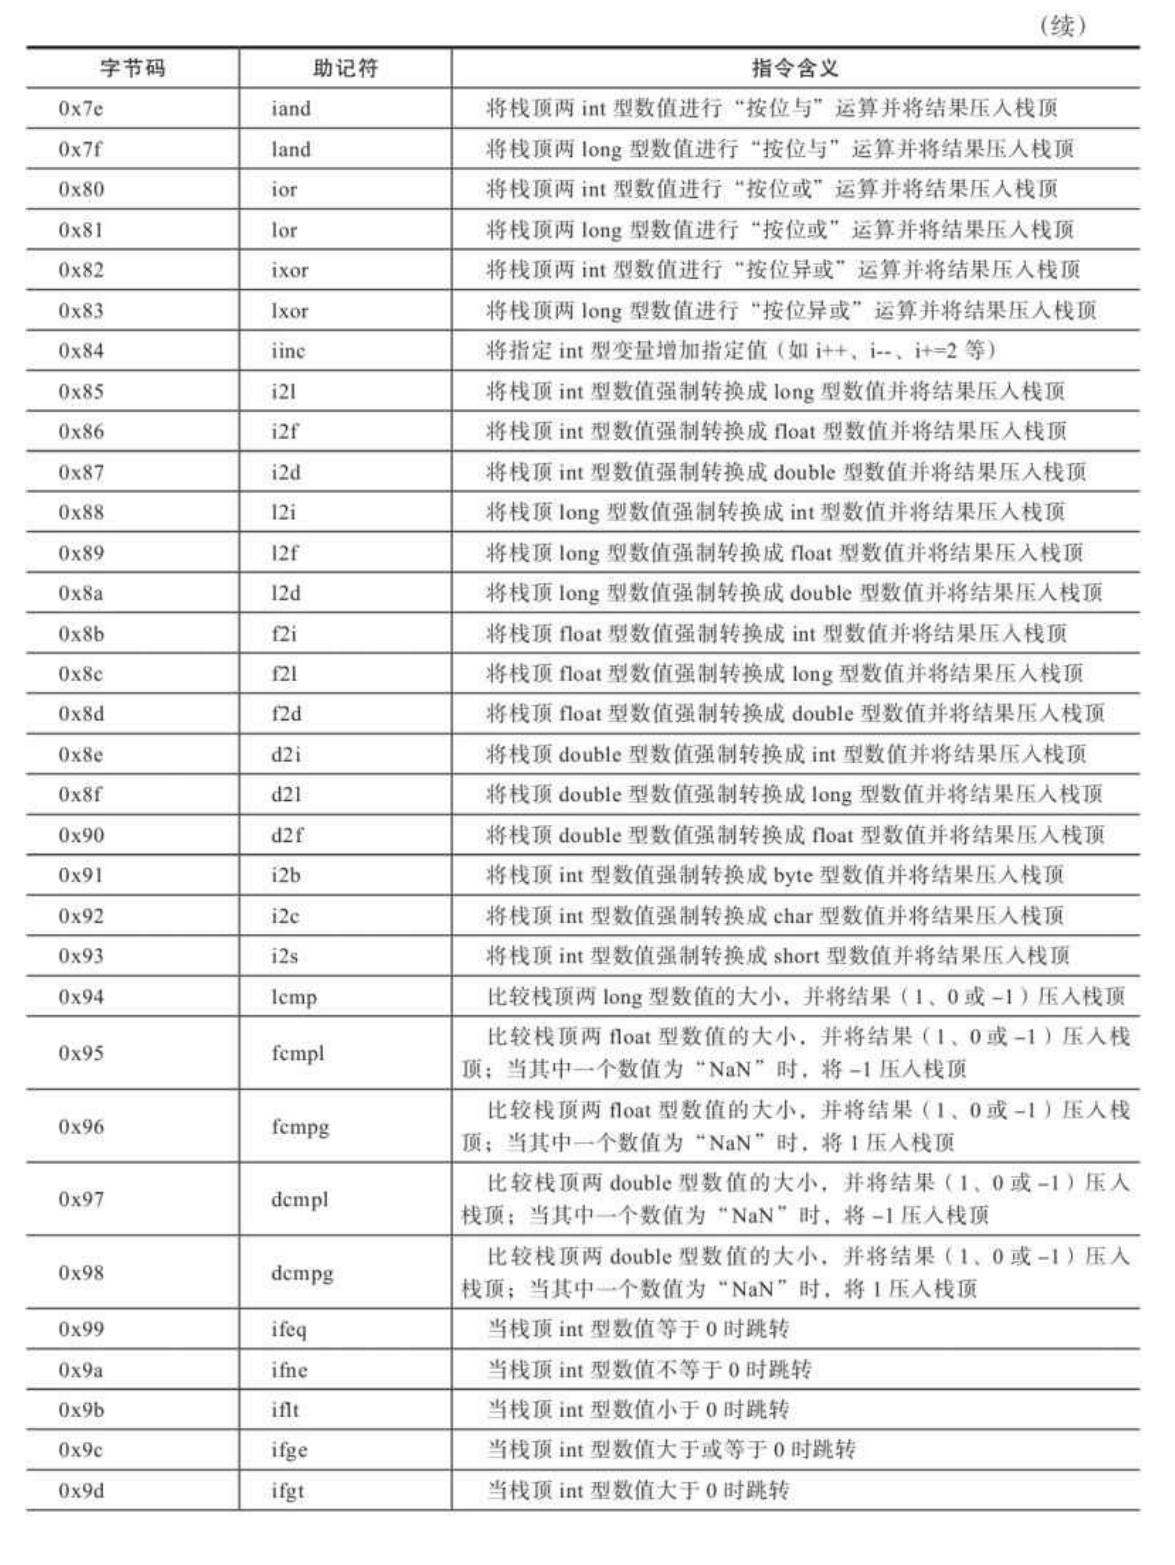 (续)
字节码 助记符 指令含义
0x7e iand 将栈顶两 int 型数值进行“按位与”运算并将结果压入栈顶
0x7f land 将栈顶两 long 型数值进行“按位与”运算并将结果压入栈顶
0x80 ior 将栈顶两 int 型数值进行“按位或”运算并将结果压入栈顶
0x81 lor 将栈顶两 long 型数值进行“按位或”运算并将结果压入栈顶
0x82 ixor 将栈顶两 int 型数值进行“按位异或”运算并将结果压入栈顶
0x83 lxor 将栈顶两 long 型数值进行“按位异或”运算并将结果压入栈顶
0x84 iinc 将指定 int 型变量增加指定值（如 i++、i--、i+=2 等）
0x85 i2l 将栈顶 int 型数值强制转换成 long 型数值并将结果压入栈顶
0x86 i2f 将栈顶 int 型数值强制转换成 float 型数值并将结果压入栈顶
0x87 i2d 将栈顶 int 型数值强制转换成 double 型数值并将结果压入栈顶
0x88 l2i 将栈顶 long 型数值强制转换成 int 型数值并将结果压入栈顶
0x89 l2f 将栈顶 long 型数值强制转换成 float 型数值并将结果压入栈顶
0x8a l2d 将栈顶 long 型数值强制转换成 double 型数值并将结果压入栈顶
0x8b f2i 将栈顶 float 型数值强制转换成 int 型数值并将结果压入栈顶
0x8c f2l 将栈顶 float 型数值强制转换成 long 型数值并将结果压入栈顶
0x8d f2d 将栈顶 float 型数值强制转换成 double 型数值并将结果压入栈顶
0x8e d2i 将栈顶 double 型数值强制转换成 int 型数值并将结果压入栈顶
0x8f d2l 将栈顶 double 型数值强制转换成 long 型数值并将结果压入栈顶
0x90 d2f 将栈顶 double 型数值强制转换成 float 型数值并将结果压入栈顶
0x91 i2b 将栈顶 int 型数值强制转换成 byte 型数值并将结果压入栈顶
0x92 i2c 将栈顶 int 型数值强制转换成 char 型数值并将结果压入栈顶
0x93 i2s 将栈顶 int 型数值强制转换成 short 型数值并将结果压入栈顶
0x94 lcmp 比较栈顶两 long 型数值的大小，并将结果（1、0 或 –1）压入栈顶
0x95 fcmpl 比较栈顶两 float 型数值的大小，并将结果（1、0 或 –1）压入栈
顶；当其中一个数值为“NaN”时，将 –1 压入栈顶
0x96 fcmpg 比较栈顶两 float 型数值的大小，并将结果（1、0 或 –1）压入栈
顶；当其中一个数值为“NaN”时，将 1 压入栈顶
0x97 dcmpl 比较栈顶两 double 型数值的大小，并将结果（1、0 或 –1）压入
栈顶；当其中一个数值为“NaN”时，将 –1 压入栈顶
0x98 dcmpg 比较栈顶两 double 型数值的大小，并将结果（1、0 或 –1）压入
栈顶；当其中一个数值为“NaN”时，将 1 压入栈顶
0x99 ifeq 当栈顶 int 型数值等于 0 时跳转
0x9a ifne 当栈顶 int 型数值不等于 0 时跳转
0x9b iflt 当栈顶 int 型数值小于 0 时跳转
0x9c ifge 当栈顶 int 型数值大于或等于 0 时跳转
0x9d ifgt 当栈顶 int 型数值大于 0 时跳转